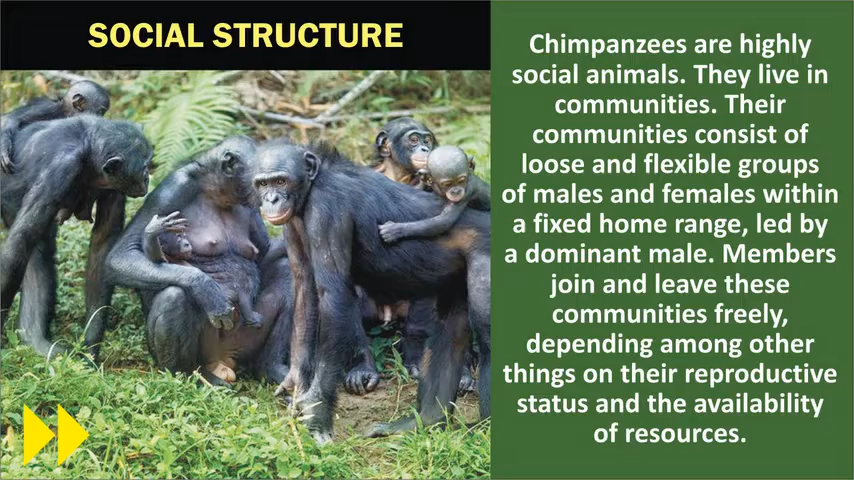 SOCIAL STRUCTURE
Chimpanzees are highly
social animals. They live in
communities. Their
communities consist of
loose and flexible groups
of males and females within
a fixed home range, led by
a dominant male. Members
join and leave these
communities freely,
depending among other
things on their reproductive
status and the availability
of resources.